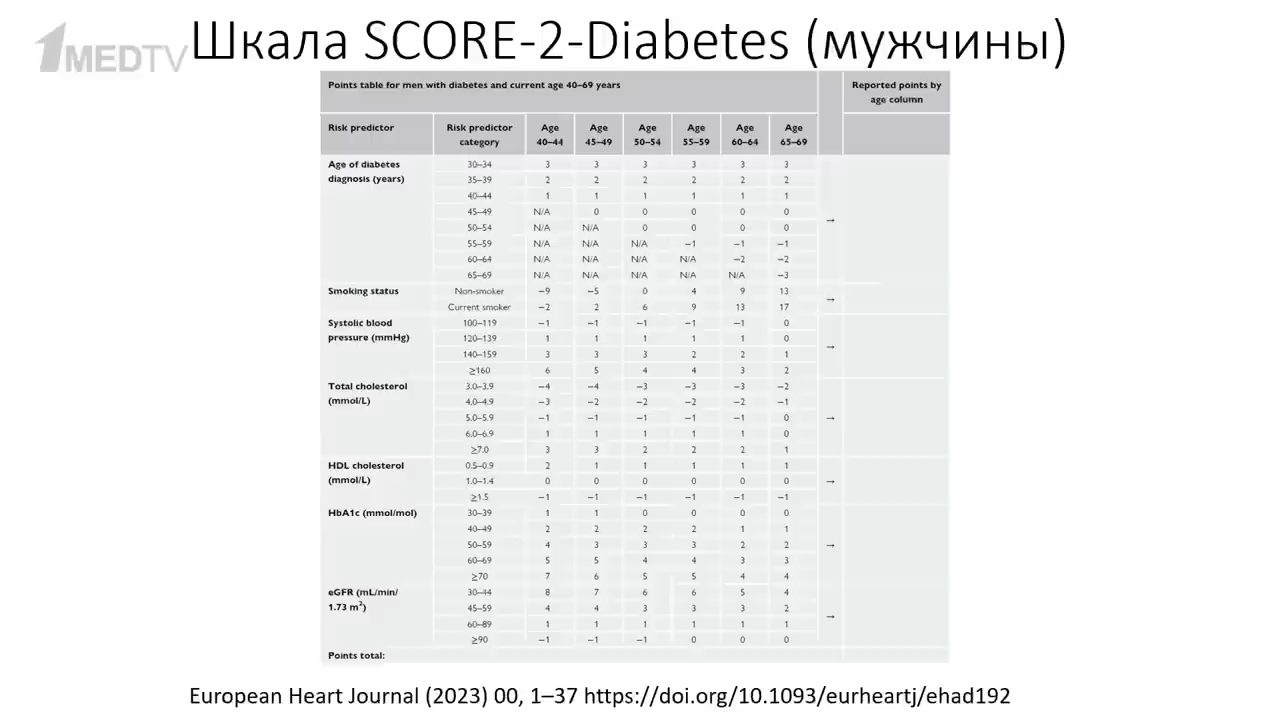 1MEDTV
Шкала SCORE-2-Diabetes (мужчины)
Points table for men with diabetes and current age 40–69 years
Reported points by
age column
Risk predictor Risk predictor category Age 40–44 Age 45–49 Age 50–54 Age 55–59 Age 60–64 Age 65–69
Age of diabetes diagnosis (years) 30–34 3 3 3 3 3 3
35–39 2 2 2 2 2 2
40–44 1 1 1 1 1 1
45–49 N/A 0 0 0 0 0 →
50–54 N/A N/A 0 0 0 0
55–59 N/A N/A N/A −1 −1 −1
60–64 N/A N/A N/A N/A −2 −2
65–69 N/A N/A N/A N/A N/A −3
Smoking status Non-smoker −9 −5 0 4 9 13 →
Current smoker −2 2 6 9 13 17
Systolic blood pressure (mmHg) 100–119 −1 −1 −1 −1 −1 0
120–139 1 1 1 1 1 0 →
140–159 3 3 3 2 2 1
≥160 6 5 4 4 3 2
Total cholesterol (mmol/L) 3.0–3.9 −4 −4 −3 −3 −3 −2
4.0–4.9 −3 −2 −2 −2 −2 −1
5.0–5.9 −1 −1 −1 −1 −1 0 →
6.0–6.9 1 1 1 1 1 0
≥7.0 3 3 2 2 2 1
HDL cholesterol (mmol/L) 0.5–0.9 2 1 1 1 1 1
1.0–1.4 0 0 0 0 0 0 →
≥1.5 −1 −1 −1 −1 −1 −1
HbA1c (mmol/mol) 30–39 1 1 0 0 0 0
40–49 2 2 2 2 1 1
50–59 4 3 3 3 2 2 →
60–69 5 5 4 4 3 3
≥70 7 6 5 5 4 4
eGFR (mL/min/1.73 m²) 30–44 8 7 6 6 5 4
45–59 4 4 3 3 3 2 →
60–89 1 1 1 1 1 1
≥90 −1 −1 −1 0 0 0
Points total:
European Heart Journal (2023) 00, 1–37 https://doi.org/10.1093/eurheartj/ehad192